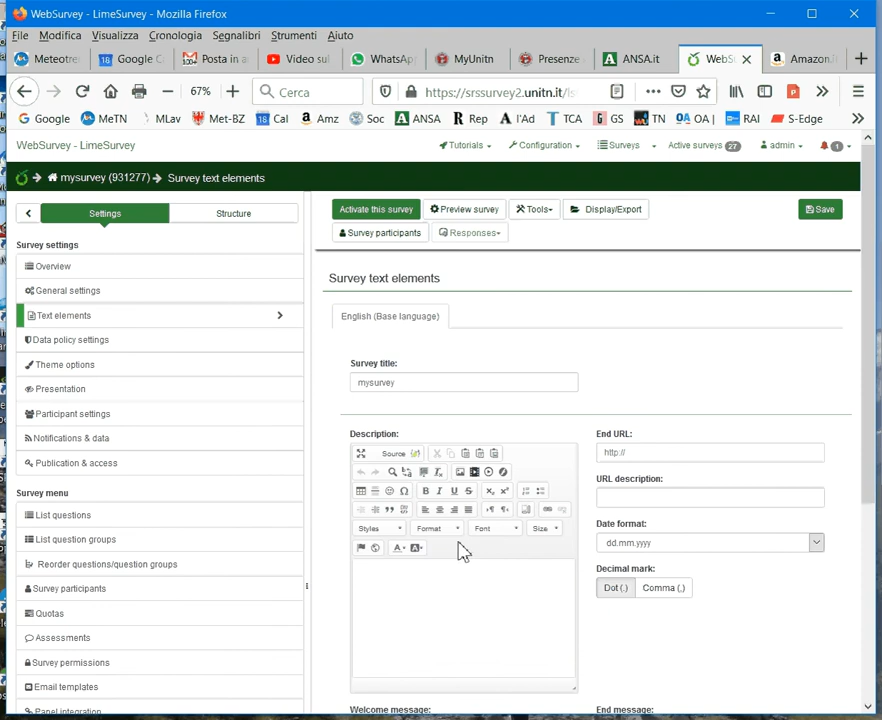 WebSurvey - LimeSurvey - Mozilla Firefox
File Modifica Visualizza Cronologia Segnalibri Strumenti Aiuto
Meteotre 18 Google C 100+ Posta in a Video sul WhatsAp MyUnitn Presenze ANSA.it WebS Amazon.i
67% Cerca https://srssurvey2.unitn.it/ls
Google MeTN MLav Met-BZ 18 Cal Amz Soc ANSA Rep l'Ad TCA GS TN OA | RAI S-Edge
WebSurvey - LimeSurvey Tutorials Configuration Surveys Active surveys 27 admin 1
mysurvey (931277) Survey text elements
Settings Structure Activate this survey Preview survey Tools Display/Export Save
Survey participants Responses
Survey settings
Overview
General settings
Text elements
Data policy settings
Theme options
Presentation
Participant settings
Notifications & data
Publication & access
Survey menu
List questions
List question groups
Reorder questions/question groups
Survey participants
Quotas
Assessments
Survey permissions
Email templates
Panel integration
Survey text elements
English (Base language)
Survey title:
mysurvey
Description:
Source
Styles Format Font Size
Welcome message:
End URL:
http://
URL description:
Date format:
dd.mm.yyyy
Decimal mark:
Dot (.) Comma (,)
End message: